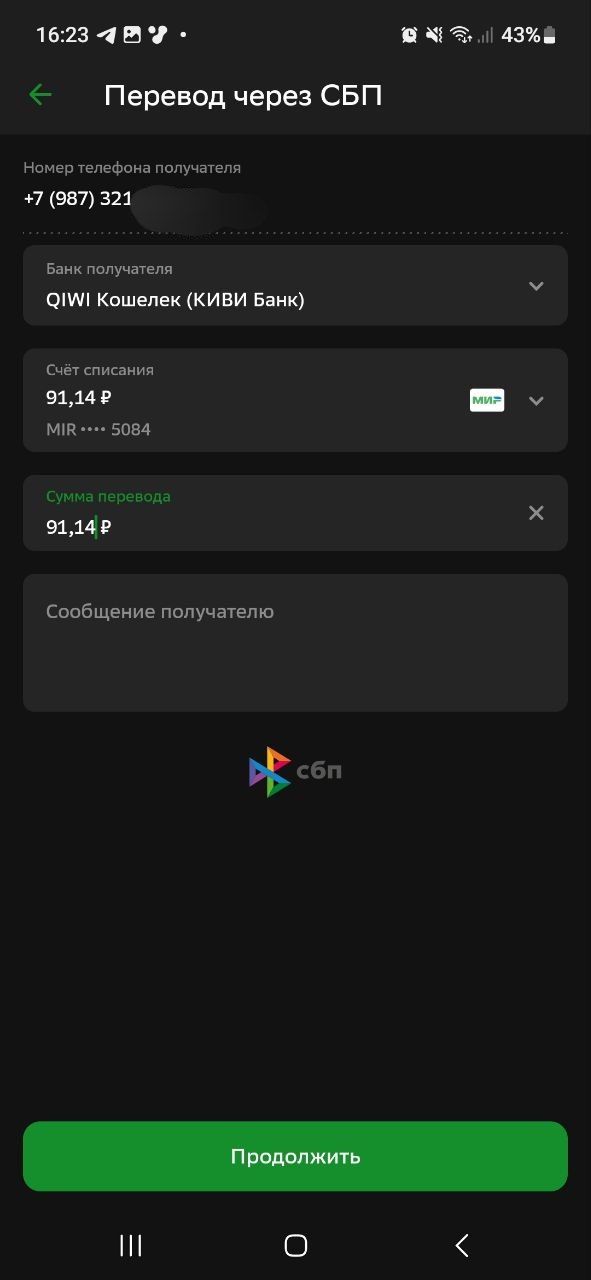 16:23
43%
Перевод через СБП
Номер телефона получателя
+7 (987) 321
Банк получателя
QIWI Кошелек (КИВИ Банк)
Счёт списания
91,14 ₽
МИР
MIR •••• 5084
Сумма перевода
91,14 ₽
Сообщение получателю
сбп
Продолжить